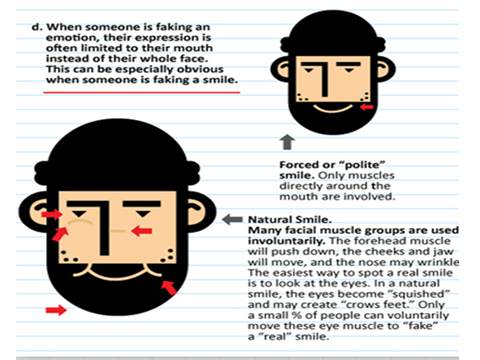 d. When someone is faking an
emotion, their expression is
often limited to their mouth
instead of their whole face.
This can be especially obvious
when someone is faking a smile.
Forced or “polite”
smile. Only muscles
directly around the
mouth are involved.
Natural Smile.
Many facial muscle groups are used
involuntarily. The forehead muscle
will push down, the cheeks and jaw
will move, and the nose may wrinkle
The easiest way to spot a real smile
is to look at the eyes. In a natural
smile, the eyes become “squished”
and may create “crows feet.” Only
a small % of people can voluntarily
move these eye muscle to “fake”
a “real” smile.